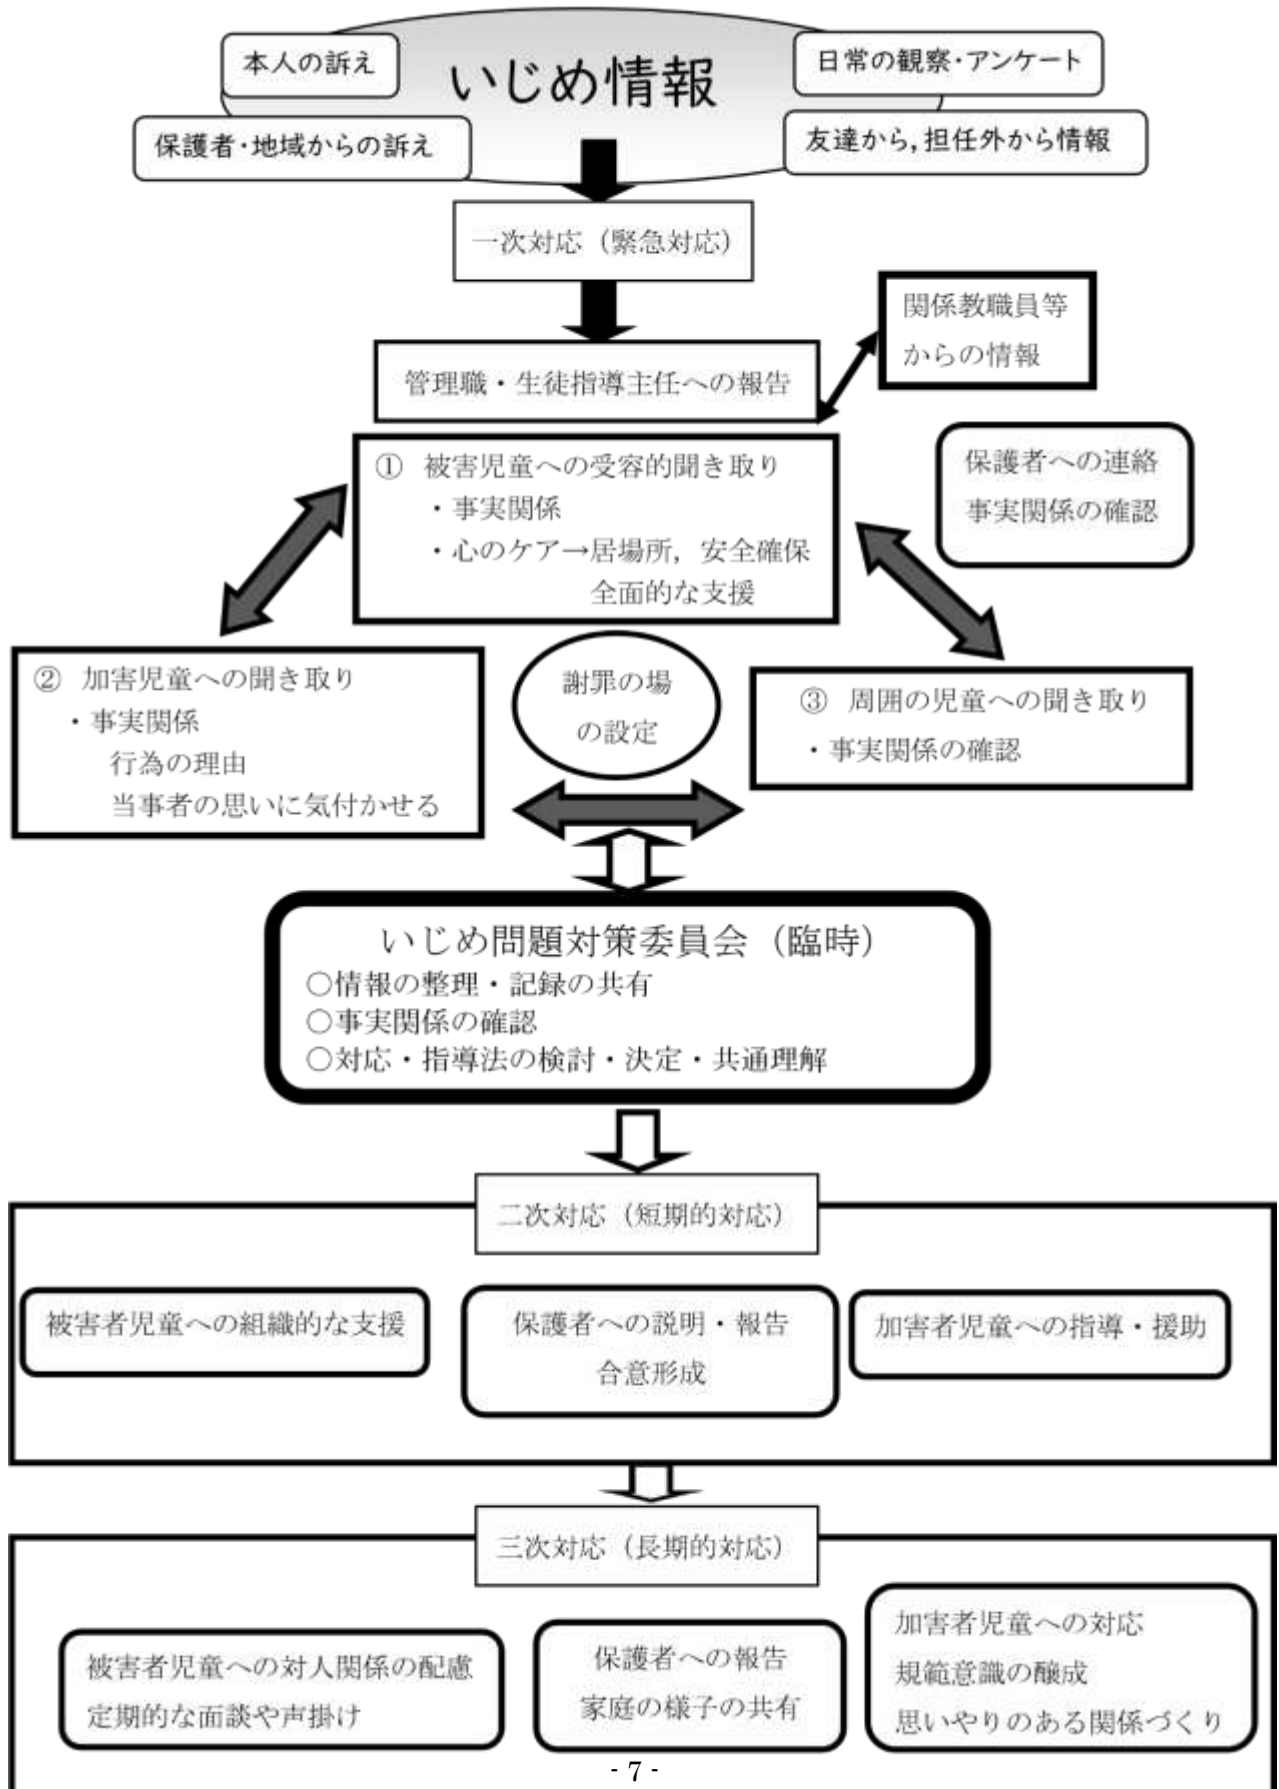 いじめ情報
本人の訴え
日常の観察・アンケート
保護者・地域からの訴え
友達から,担任外から情報
一次対応（緊急対応）
関係教職員等
からの情報
管理職・生徒指導主任への報告
① 被害児童への受容的聞き取り
・事実関係
・心のケア→居場所，安全確保
全面的な支援
保護者への連絡
事実関係の確認
② 加害児童への聞き取り
・事実関係
行為の理由
当事者の思いに気付かせる
謝罪の場
の設定
③ 周囲の児童への聞き取り
・事実関係の確認
いじめ問題対策委員会（臨時）
○情報の整理・記録の共有
○事実関係の確認
○対応・指導法の検討・決定・共通理解
二次対応（短期的対応）
被害者児童への組織的な支援
保護者への説明・報告
合意形成
加害者児童への指導・援助
三次対応（長期的対応）
被害者児童への対人関係の配慮
定期的な面談や声掛け
保護者への報告
家庭の様子の共有
加害者児童への対応
規範意識の醸成
思いやりのある関係づくり
- 7 -